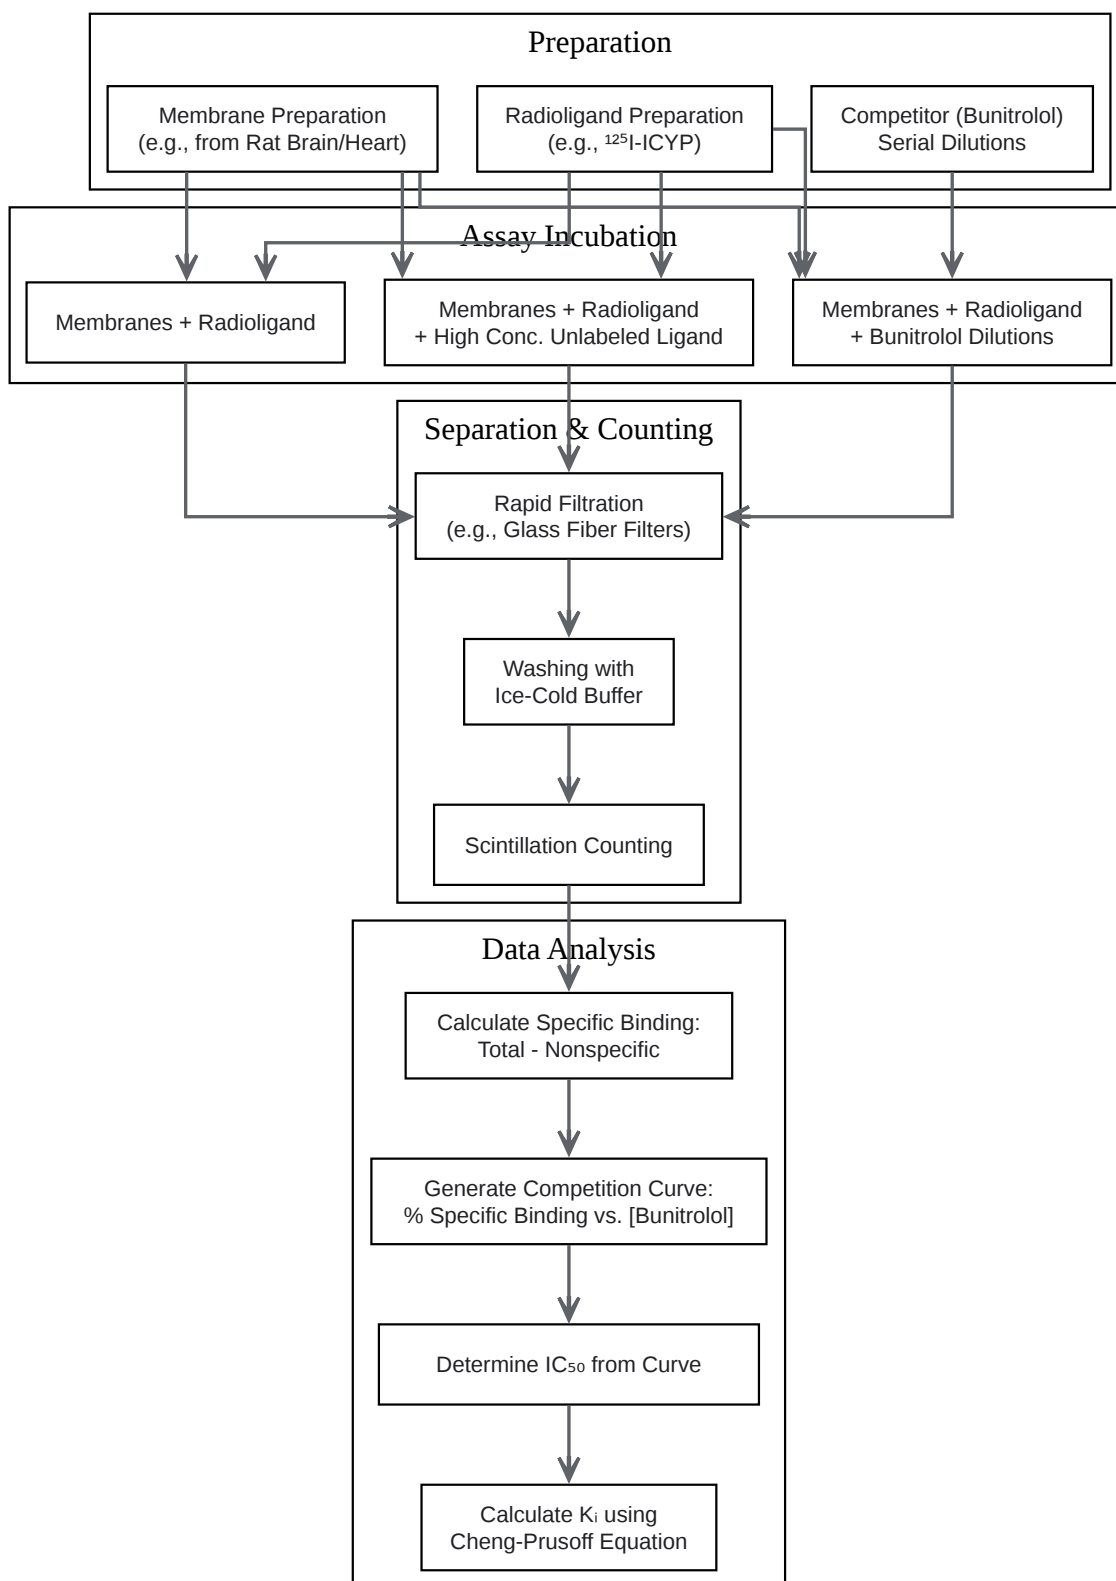 Preparation
Membrane Preparation
(e.g., from Rat Brain/Heart)
Radioligand Preparation
(e.g., ¹²⁵I-ICYP)
Competitor (Bunitrolol)
Serial Dilutions
Assay Incubation
Membranes + Radioligand
Membranes + Radioligand
+ High Conc. Unlabeled Ligand
Membranes + Radioligand
+ Bunitrolol Dilutions
Separation & Counting
Rapid Filtration
(e.g., Glass Fiber Filters)
Washing with
Ice-Cold Buffer
Scintillation Counting
Data Analysis
Calculate Specific Binding:
Total - Nonspecific
Generate Competition Curve:
% Specific Binding vs. [Bunitrolol]
Determine IC₅₀ from Curve
Calculate Kᵢ using
Cheng-Prusoff Equation